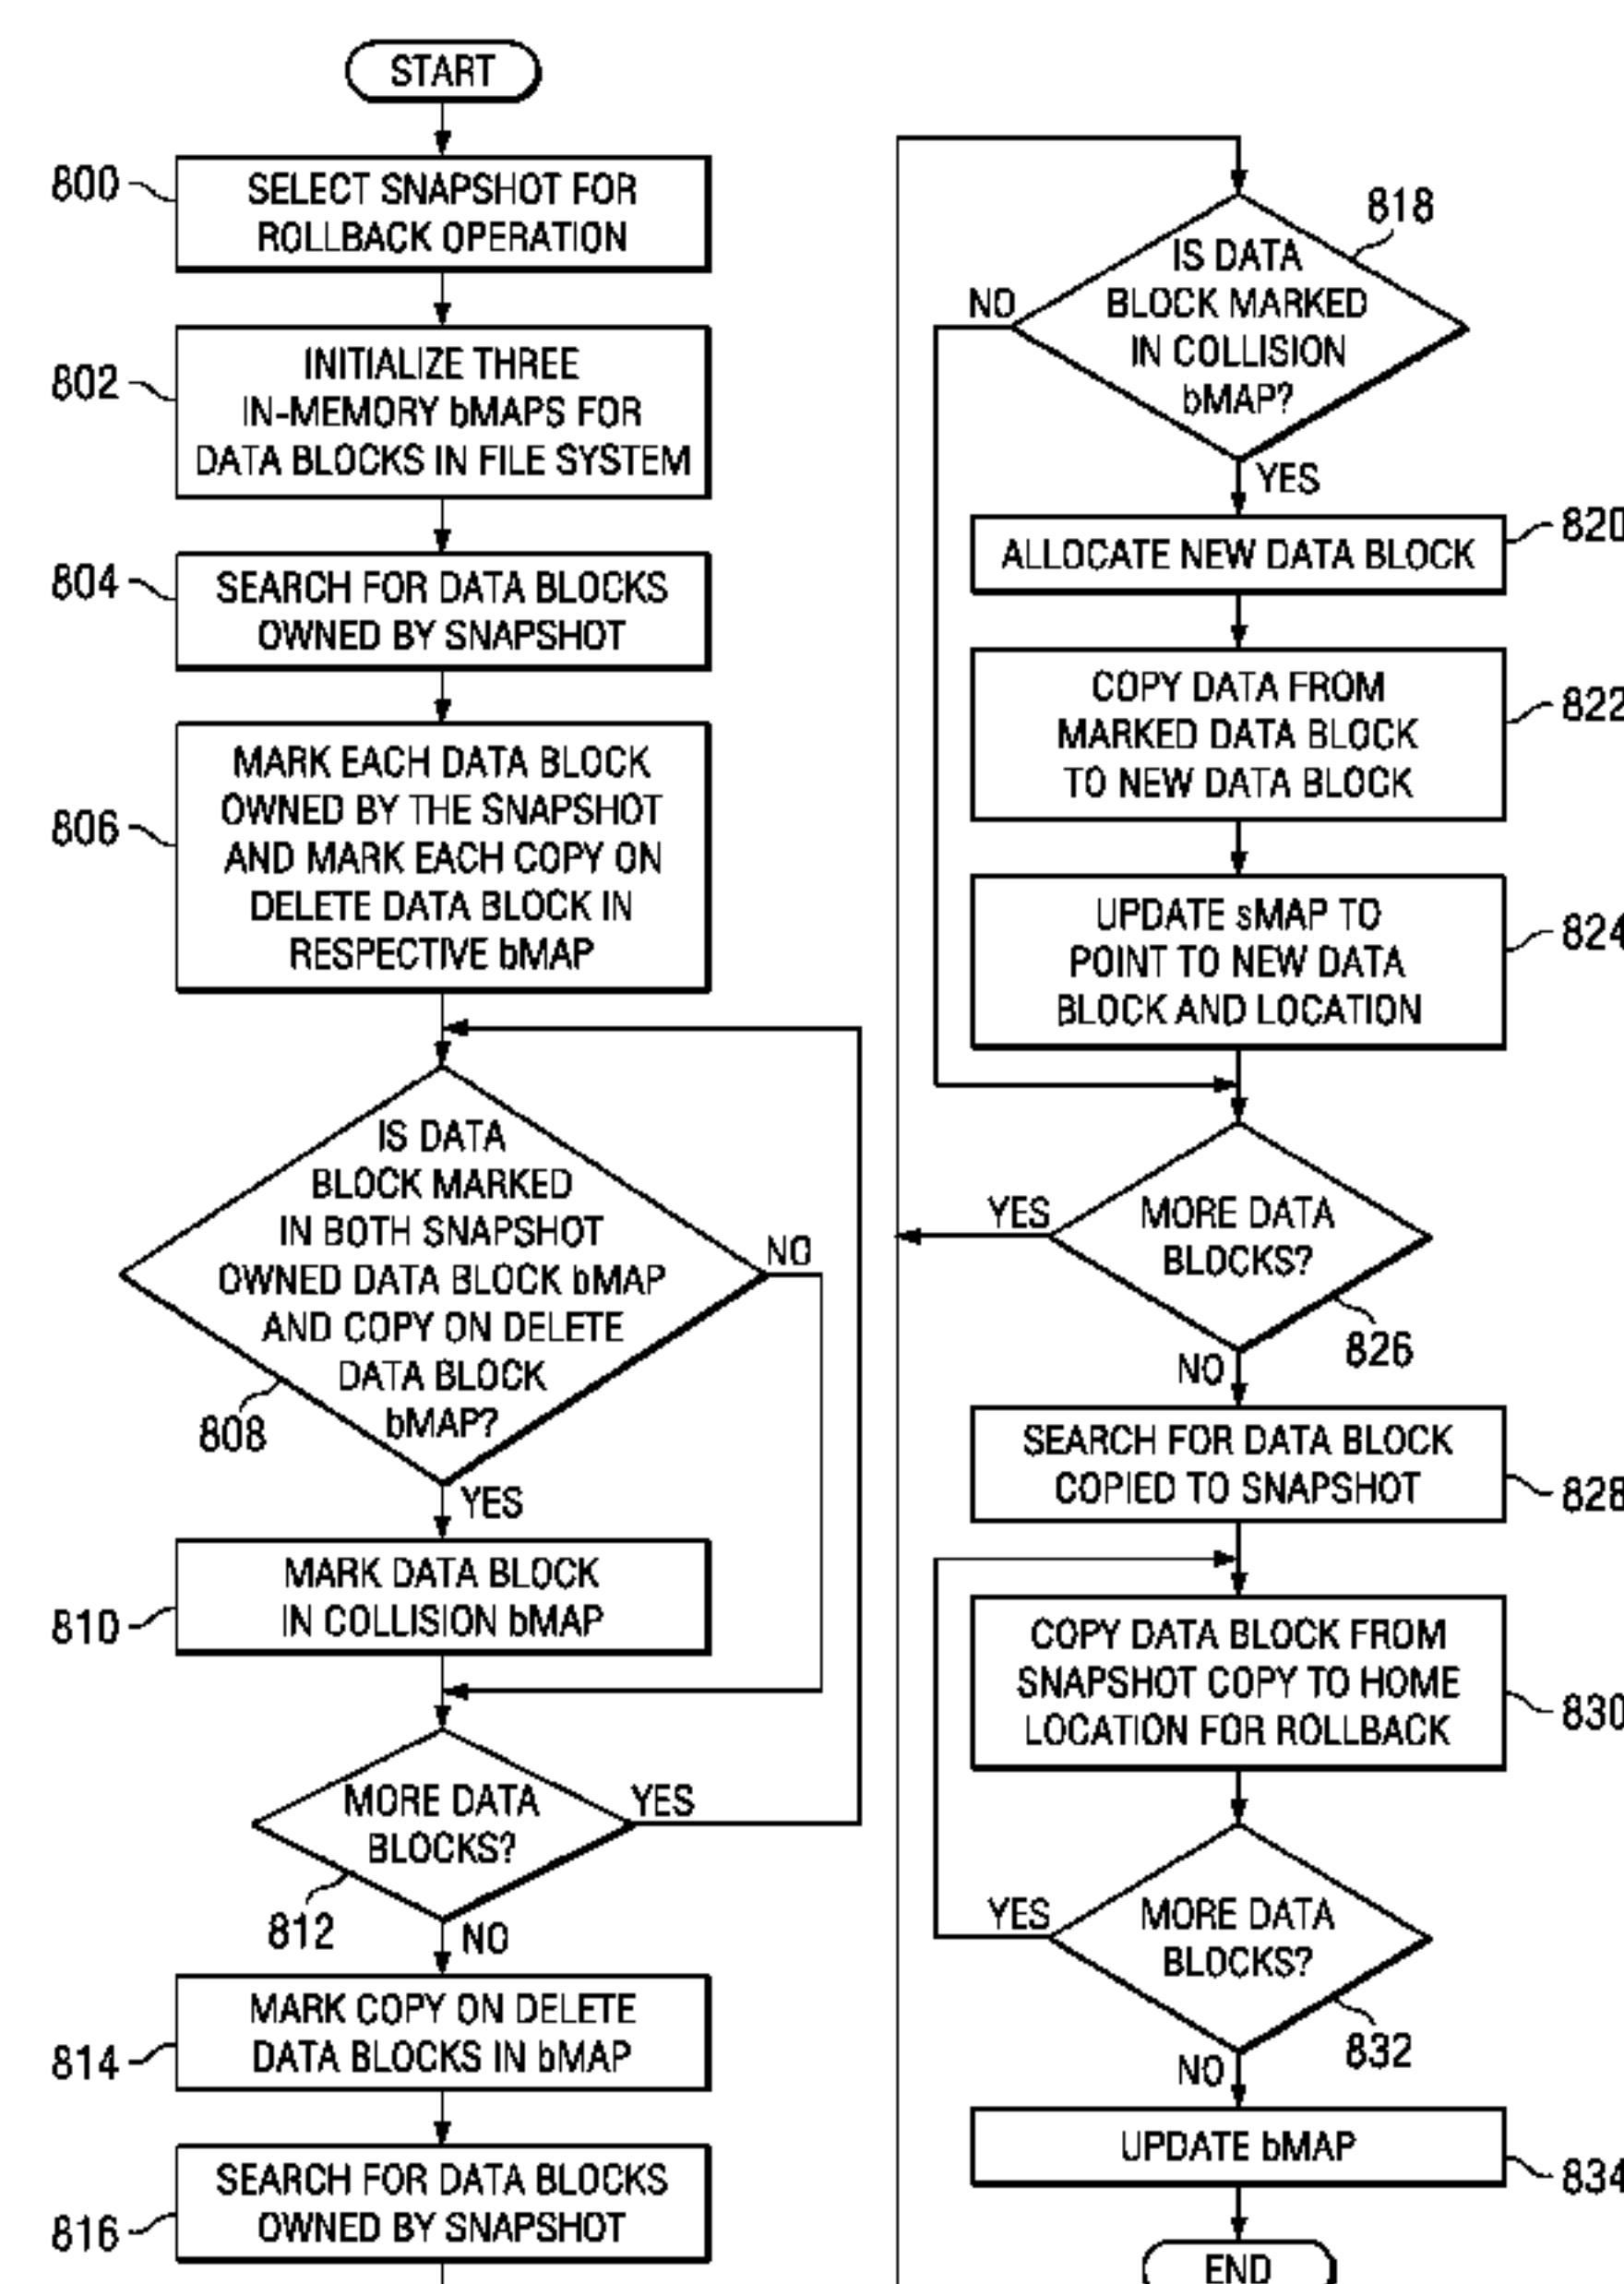 START
800
SELECT SNAPSHOT FOR
ROLLBACK OPERATION
802
INITIALIZE THREE
IN-MEMORY bMAPS FOR
DATA BLOCKS IN FILE SYSTEM
804
SEARCH FOR DATA BLOCKS
OWNED BY SNAPSHOT
806
MARK EACH DATA BLOCK
OWNED BY THE SNAPSHOT
AND MARK EACH COPY ON
DELETE DATA BLOCK IN
RESPECTIVE bMAP
IS DATA
BLOCK MARKED
IN BOTH SNAPSHOT
OWNED DATA BLOCK bMAP
AND COPY ON DELETE
DATA BLOCK
bMAP?
NO
808
YES
810
MARK DATA BLOCK
IN COLLISION bMAP
MORE DATA
BLOCKS?
YES
812
NO
814
MARK COPY ON DELETE
DATA BLOCKS IN bMAP
816
SEARCH FOR DATA BLOCKS
OWNED BY SNAPSHOT
818
IS DATA
BLOCK MARKED
IN COLLISION
bMAP?
NO
YES
820
ALLOCATE NEW DATA BLOCK
822
COPY DATA FROM
MARKED DATA BLOCK
TO NEW DATA BLOCK
824
UPDATE sMAP TO
POINT TO NEW DATA
BLOCK AND LOCATION
YES
MORE DATA
BLOCKS?
826
NO
SEARCH FOR DATA BLOCK
COPIED TO SNAPSHOT
828
COPY DATA BLOCK FROM
SNAPSHOT COPY TO HOME
LOCATION FOR ROLLBACK
830
YES
MORE DATA
BLOCKS?
832
NO
UPDATE bMAP
834
END